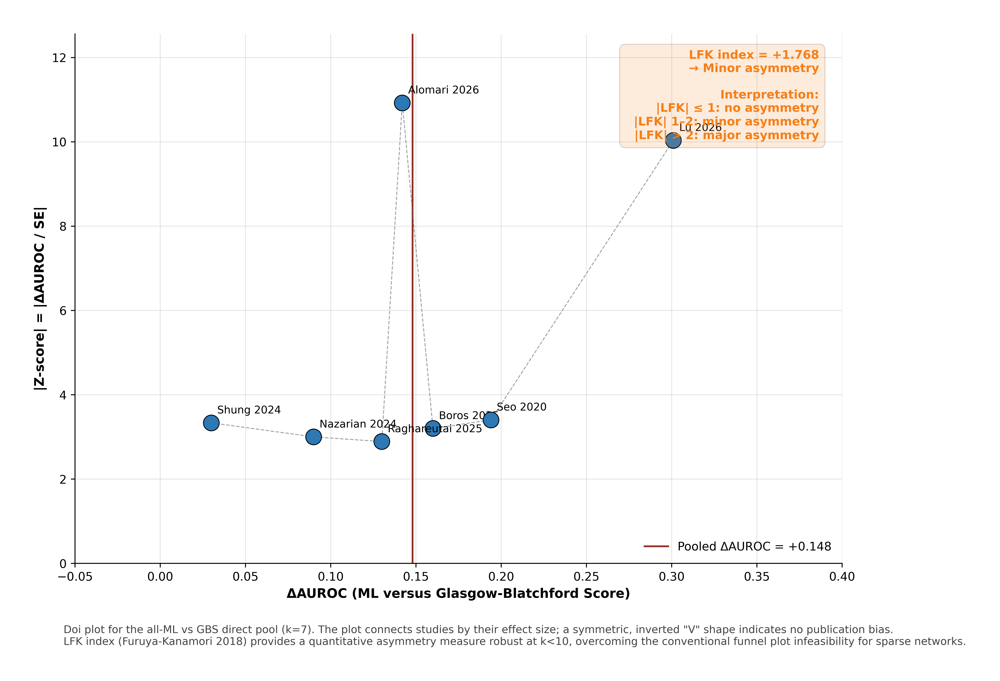 12
10
8
6
4
2
0
|Z-score| = |ΔAUROC / SE|
LFK index = +1.768
→ Minor asymmetry
Interpretation:
|LFK| ≤ 1: no asymmetry
|LFK| 1–2: minor asymmetry
|LFK| > 2: major asymmetry
Alomari 2026
Lu 2026
Shung 2024
Nazarian 2024
Raghareutai 2025
Boros 2025
Seo 2020
Pooled ΔAUROC = +0.148
−0.05 0.00 0.05 0.10 0.15 0.20 0.25 0.30 0.35 0.40
ΔAUROC (ML versus Glasgow-Blatchford Score)
Doi plot for the all-ML vs GBS direct pool (k=7). The plot connects studies by their effect size; a symmetric, inverted "V" shape indicates no publication bias.
LFK index (Furuya-Kanamori 2018) provides a quantitative asymmetry measure robust at k<10, overcoming the conventional funnel plot infeasibility for sparse networks.